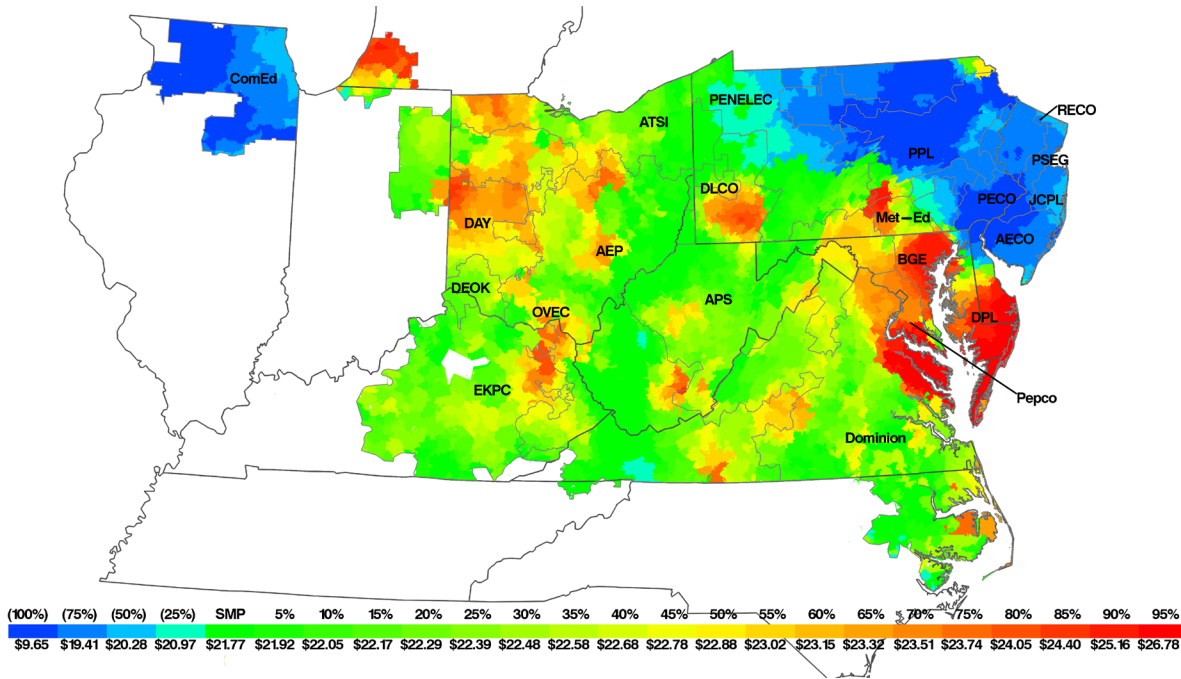 ComEd
PENELEC
RECO
ATSI
PPL
PSEG
DLCO
PECO
JCPL
Met-Ed
DAY
AECO
AEP
BGE
DEOK
APS
OVEC
DPL
EKPC
Pepco
Dominion
(100%) (75%) (50%) (25%) SMP 5% 10% 15% 20% 25% 30% 35% 40% 45% 50% 55% 60% 65% 70% 75% 80% 85% 90% 95%
$9.65 $19.41 $20.28 $20.97 $21.77 $21.92 $22.05 $22.17 $22.29 $22.39 $22.48 $22.58 $22.68 $22.78 $22.88 $23.02 $23.15 $23.32 $23.51 $23.74 $24.05 $24.40 $25.16 $26.78